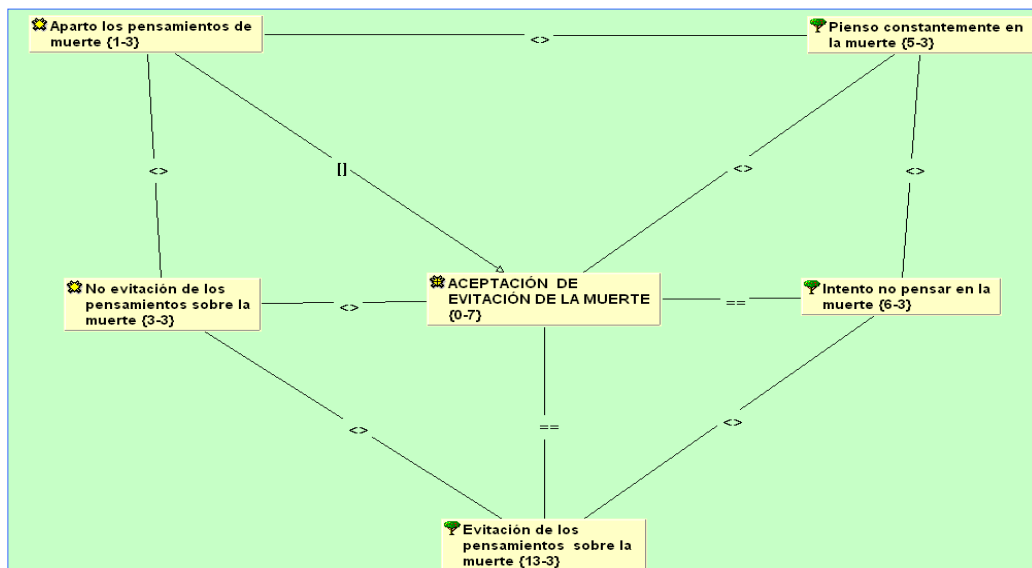 Aparto los pensamientos de
muerte {1-3}
<>
Pienso constantemente en
la muerte {5-3}
<>
[]
<>
<>
No evitación de los
pensamientos sobre la
muerte {3-3}
<>
ACEPTACIÓN DE
EVITACIÓN DE LA MUERTE
{0-7}
==
Intento no pensar en la
muerte {6-3}
<>
==
<>
Evitación de los
pensamientos sobre la
muerte {13-3}